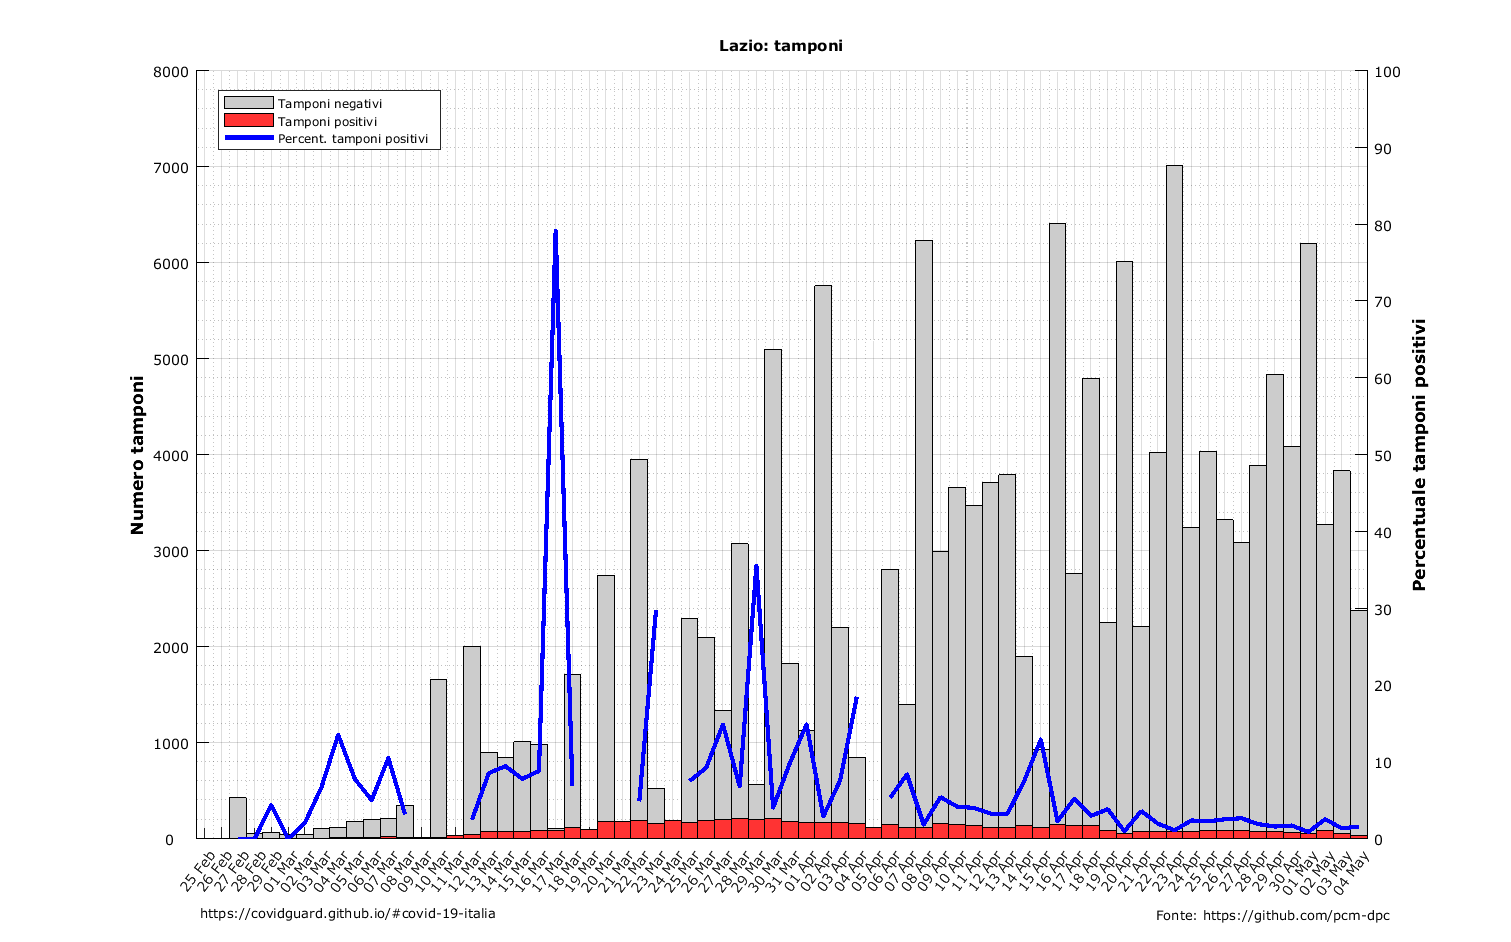 Lazio: tamponi
8000
7000
6000
5000
4000
3000
2000
1000
0
100
90
80
70
60
50
40
30
20
10
0
Tamponi negativi
Tamponi positivi
Percent. tamponi positivi
Numero tamponi
Percentuale tamponi positivi
25 Feb
26 Feb
27 Feb
28 Feb
29 Feb
01 Mar
02 Mar
03 Mar
04 Mar
05 Mar
06 Mar
07 Mar
08 Mar
09 Mar
10 Mar
11 Mar
12 Mar
13 Mar
14 Mar
15 Mar
16 Mar
17 Mar
18 Mar
19 Mar
20 Mar
21 Mar
22 Mar
23 Mar
24 Mar
25 Mar
26 Mar
27 Mar
28 Mar
29 Mar
30 Mar
31 Mar
01 Apr
02 Apr
03 Apr
04 Apr
05 Apr
06 Apr
07 Apr
08 Apr
09 Apr
10 Apr
11 Apr
12 Apr
13 Apr
14 Apr
15 Apr
16 Apr
17 Apr
18 Apr
19 Apr
20 Apr
21 Apr
22 Apr
23 Apr
24 Apr
25 Apr
26 Apr
27 Apr
28 Apr
29 Apr
30 Apr
01 May
02 May
03 May
04 May
https://covidguard.github.io/#covid-19-italia
Fonte: https://github.com/pcm-dpc